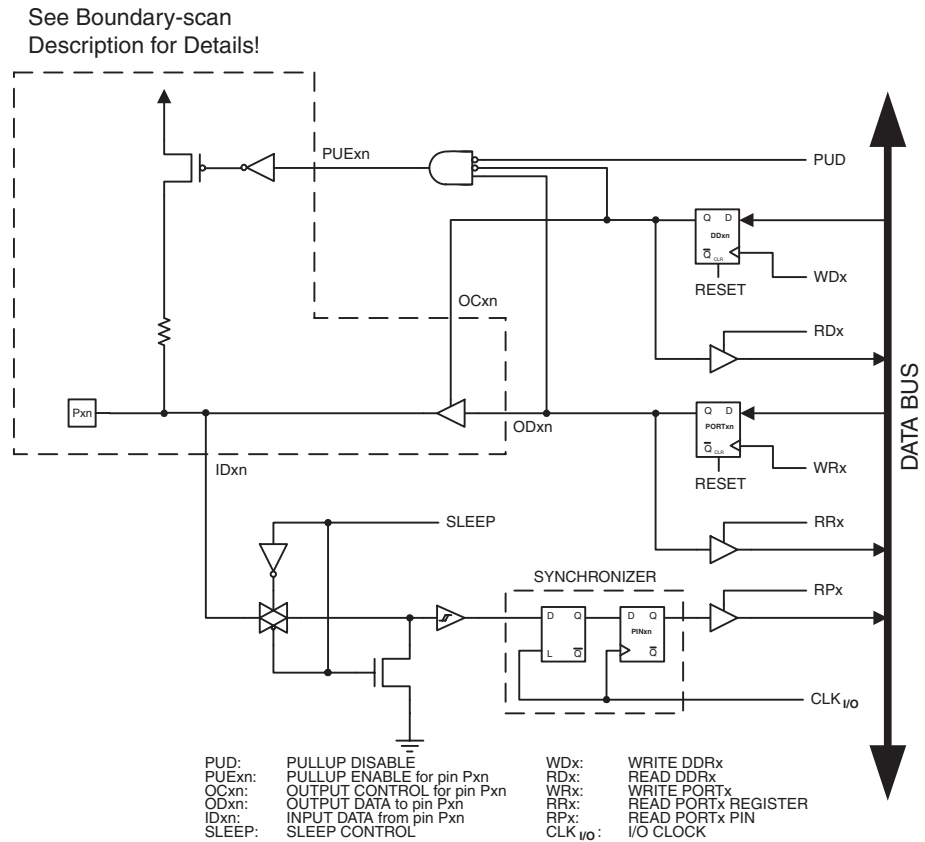 See Boundary-scan
Description for Details!
PUExn
PUD
Q D
DDxn
Q CLR
WDx
RESET
OCxn
RDx
Pxn
ODxn
Q D
PORTxn
Q CLR
WRx
RESET
IDxn
DATA BUS
SLEEP
RRx
SYNCHRONIZER
RPx
D Q
L Q
D Q
PINxn
Q
CLK I/O
PUD: PULLUP DISABLE
PUExn: PULLUP ENABLE for pin Pxn
OCxn: OUTPUT CONTROL for pin Pxn
ODxn: OUTPUT DATA to pin Pxn
IDxn: INPUT DATA from pin Pxn
SLEEP: SLEEP CONTROL
WDx: WRITE DDRx
RDx: READ DDRx
WRx: WRITE PORTx
RRx: READ PORTx REGISTER
RPx: READ PORTx PIN
CLK I/O: I/O CLOCK